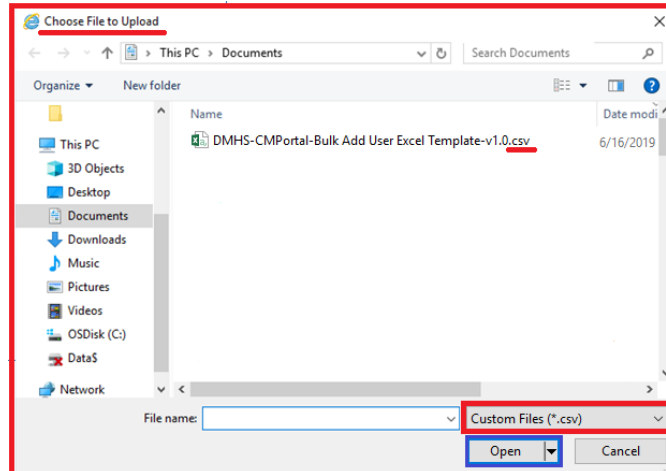 Choose File to Upload
This PC > Documents
Search Documents
Organize
New folder
Name
Date modi
This PC
DMHS-CMPortal-Bulk Add User Excel Template-v1.0.csv
6/16/2019
3D Objects
Desktop
Documents
Downloads
Music
Pictures
Videos
OSDisk (C:)
Data$
Network
File name:
Custom Files (*.csv)
Open
Cancel